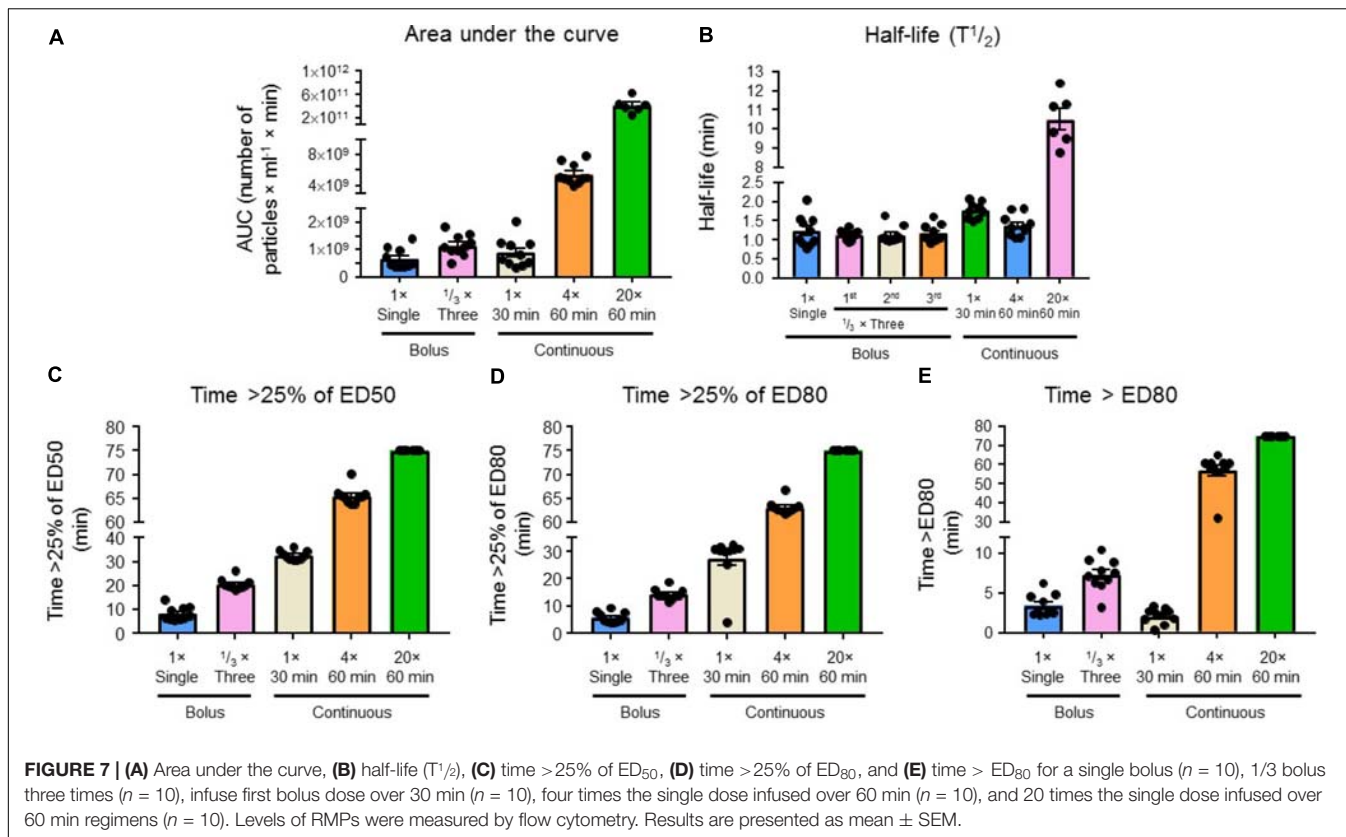 A
Area under the curve
AUC (number of
particles × ml⁻¹ × min)
1×10¹²
6×10¹¹
2×10¹¹
8×10⁹
4×10⁹
2×10⁹
1×10⁹
0
1× ¹/₃ × 1× 4× 20×
Single Three 30 min 60 min 60 min
Bolus Continuous
B
Half-life (T¹/₂)
Half-life (min)
13
12
11
10
9
8
2.5
2.0
1.5
1.0
0.5
0.0
1× 1st 2nd 3rd 1× 4× 20×
Single 30 min 60 min 60 min
¹/₃ × Three
Bolus Continuous
C
Time >25% of ED50
Time >25% of ED50
(min)
80
75
70
65
60
40
30
20
10
0
1× ¹/₃ × 1× 4× 20×
Single Three 30 min 60 min 60 min
Bolus Continuous
D
Time >25% of ED80
Time >25% of ED80
(min)
80
75
70
65
60
30
20
10
0
1× ¹/₃ × 1× 4× 20×
Single Three 30 min 60 min 60 min
Bolus Continuous
E
Time > ED80
Time >ED80
(min)
80
70
60
50
40
30
10
5
0
1× ¹/₃ × 1× 4× 20×
Single Three 30 min 60 min 60 min
Bolus Continuous
FIGURE 7 | (A) Area under the curve, (B) half-life (T¹/₂), (C) time >25% of ED₅₀, (D) time >25% of ED₈₀, and (E) time > ED₈₀ for a single bolus (n = 10), 1/3 bolus
three times (n = 10), infuse first bolus dose over 30 min (n = 10), four times the single dose infused over 60 min (n = 10), and 20 times the single dose infused over
60 min regimens (n = 10). Levels of RMPs were measured by flow cytometry. Results are presented as mean ± SEM.